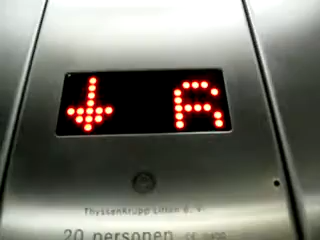 ↓ A
ThyssenKrupp Liften B.V.
20 personen